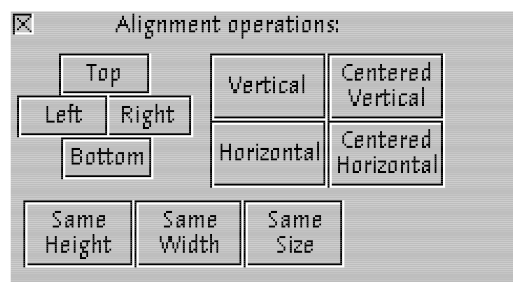 Alignment operations:
Top
Left Right
Bottom
Vertical
Centered
Vertical
Horizontal
Centered
Horizontal
Same
Height
Same
Width
Same
Size